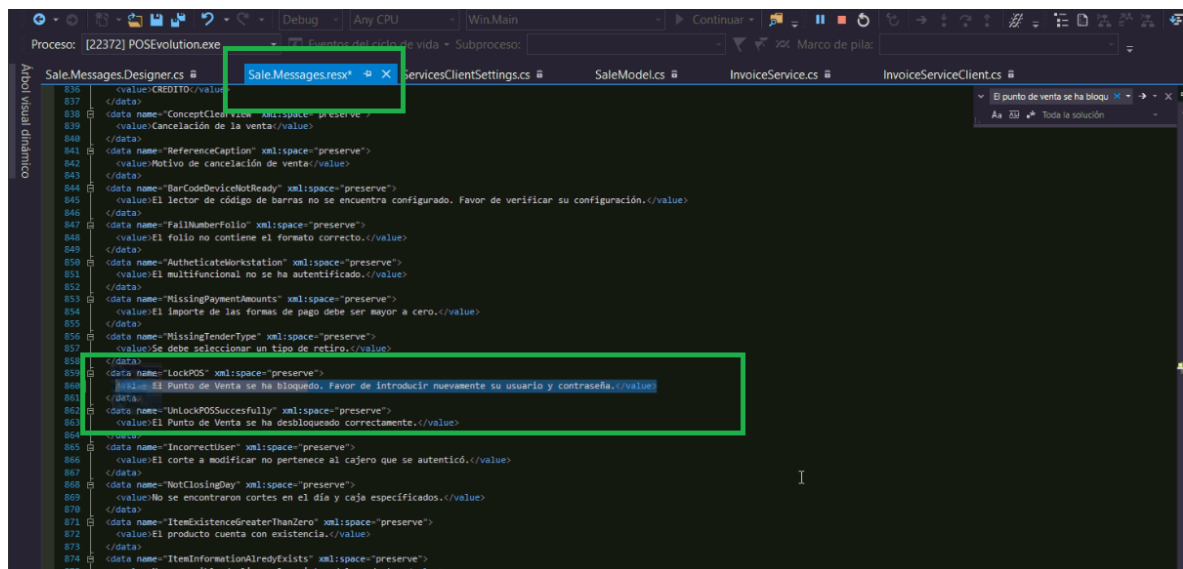 Debug Any CPU Win.Main Continuar
Proceso: [22372] POSEvolution.exe Eventos del ciclo de vida Subproceso: Marco de pila:
Árbol visual dinámico
Sale.Messages.Designer.cs Sale.Messages.resx* ServicesClientSettings.cs SaleModel.cs InvoiceService.cs InvoiceServiceClient.cs
El punto de venta se ha bloqu
Aa Toda la solución
836 <value>CREDITO</value>
837 </data>
838 <data name="ConceptClearView" xml:space="preserve">
839 <value>Cancelación de la venta</value>
840 </data>
841 <data name="ReferenceCaption" xml:space="preserve">
842 <value>Motivo de cancelación de venta</value>
843 </data>
844 <data name="BarCodeDeviceNotReady" xml:space="preserve">
845 <value>El lector de código de barras no se encuentra configurado. Favor de verificar su configuración.</value>
846 </data>
847 <data name="FailNumberFolio" xml:space="preserve">
848 <value>El folio no contiene el formato correcto.</value>
849 </data>
850 <data name="AutheticateWorkstation" xml:space="preserve">
851 <value>El multifuncional no se ha autentificado.</value>
852 </data>
853 <data name="MissingPaymentAmounts" xml:space="preserve">
854 <value>El importe de las formas de pago debe ser mayor a cero.</value>
855 </data>
856 <data name="MissingTenderType" xml:space="preserve">
857 <value>Se debe seleccionar un tipo de retiro.</value>
858 </data>
859 <data name="LockPOS" xml:space="preserve">
860 <value>El Punto de Venta se ha bloquedo. Favor de introducir nuevamente su usuario y contraseña.</value>
861 </data>
862 <data name="UnLockPOSSuccesfully" xml:space="preserve">
863 <value>El Punto de Venta se ha desbloqueado correctamente.</value>
864 </data>
865 <data name="IncorrectUser" xml:space="preserve">
866 <value>El corte a modificar no pertenece al cajero que se autenticó.</value>
867 </data>
868 <data name="NotClosingDay" xml:space="preserve">
869 <value>No se encontraron cortes en el día y caja específicados.</value>
870 </data>
871 <data name="ItemExistenceGreaterThanZero" xml:space="preserve">
872 <value>El producto cuenta con existencia.</value>
873 </data>
874 <data name="ItemInformationAlredyExists" xml:space="preserve">